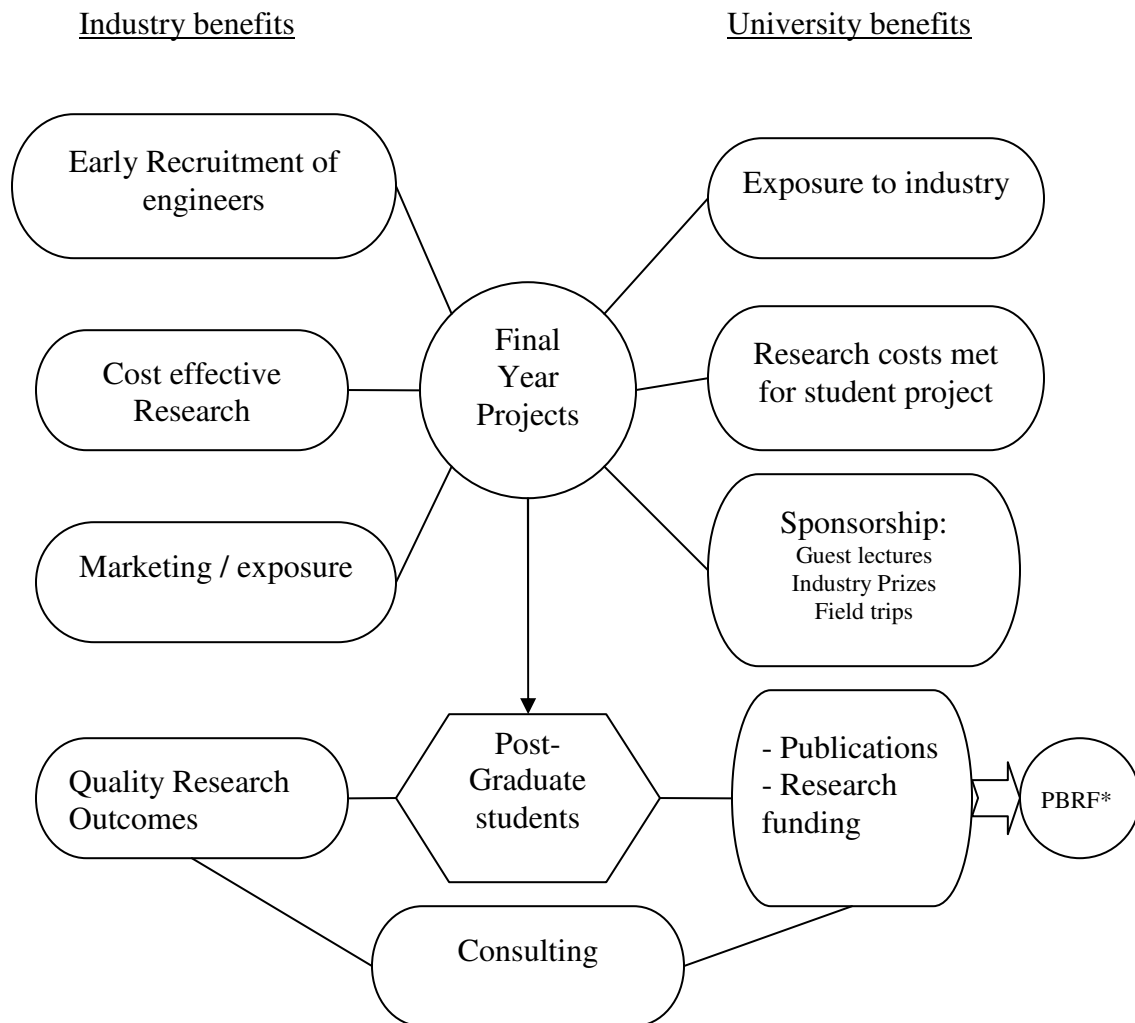 Industry benefits
University benefits
Early Recruitment of
engineers
Exposure to industry
Final
Year
Projects
Cost effective
Research
Research costs met
for student project
Marketing / exposure
Sponsorship:
Guest lectures
Industry Prizes
Field trips
Quality Research
Outcomes
Post-
Graduate
students
- Publications
- Research
funding
PBRF*
Consulting